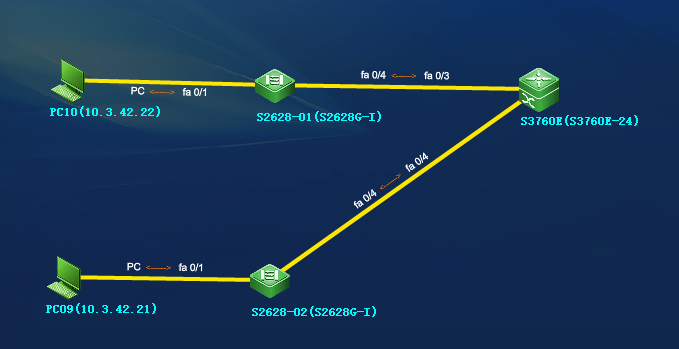 fa 0/4 <----> fa 0/3
PC <----> fa 0/1
PC10(10.3.42.22)
S2628-01(S2628G-I)
S3760E(S3760E-24)
fa 0/4 <----> fa 0/4
PC <----> fa 0/1
PC09(10.3.42.21)
S2628-02(S2628G-I)